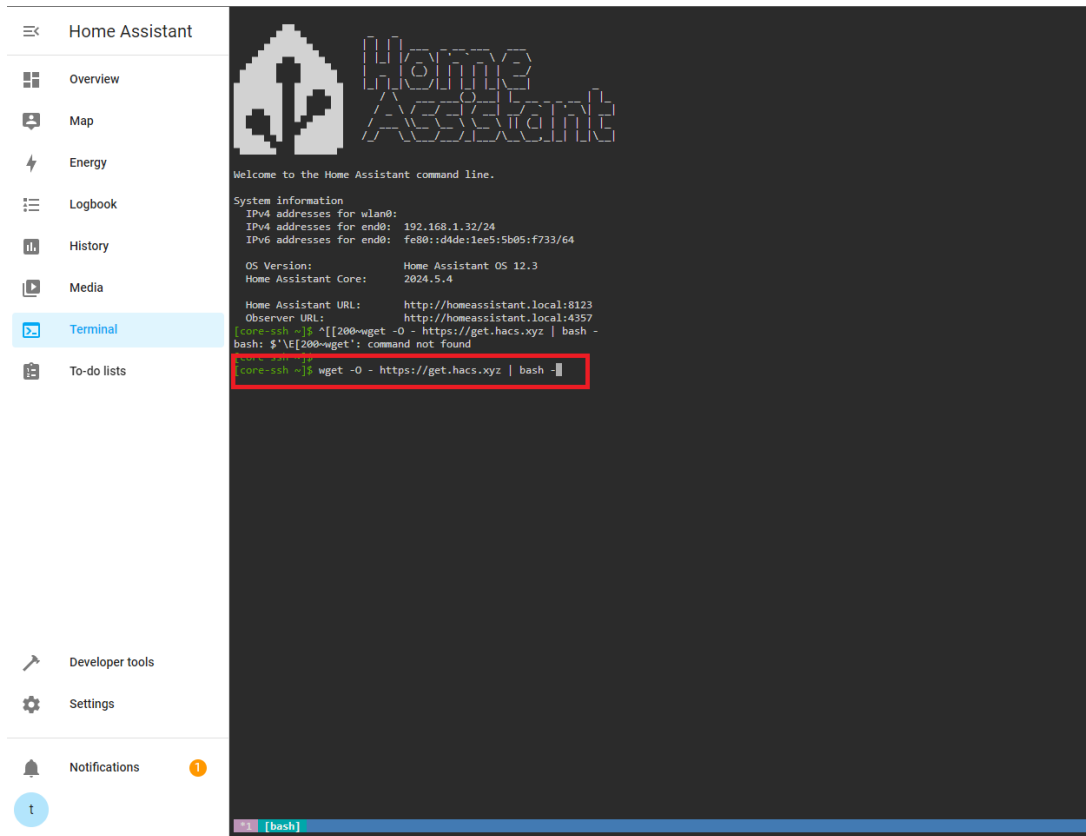 Home Assistant
Overview
Map
Energy
Logbook
History
Media
Terminal
To-do lists
Developer tools
Settings
Notifications
1
t
Home
Assistant
Welcome to the Home Assistant command line.
System information
IPv4 addresses for wlan0:
IPv4 addresses for end0: 192.168.1.32/24
IPv6 addresses for end0: fe80::d4de:1ee5:5b05:f733/64
OS Version: Home Assistant OS 12.3
Home Assistant Core: 2024.5.4
Home Assistant URL: http://homeassistant.local:8123
Observer URL: http://homeassistant.local:4357
[core-ssh ~]$ ^[[200~wget -O - https://get.hacs.xyz | bash -
bash: $'\E[200~wget': command not found
[core-ssh ~]$
[core-ssh ~]$ wget -O - https://get.hacs.xyz | bash -
*1 [bash]